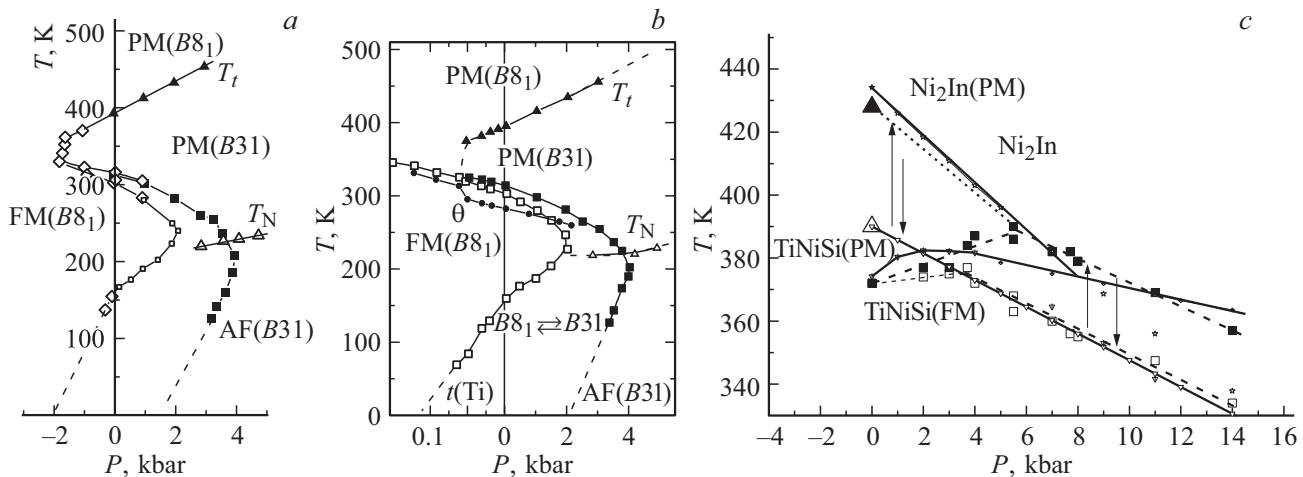 a
T, K
500
400
300
200
100
PM(B8₁)
Tₜ
PM(B31)
FM(B8₁)
T_N
AF(B31)
–2
0
2
4
P, kbar
b
T, K
500
400
300
200
100
0
PM(B8₁)
Tₜ
PM(B31)
θ
FM(B8₁)
T_N
B8₁⇄B31
t(Ti)
AF(B31)
0.1
0
2
4
P, kbar
c
T, K
440
420
400
380
360
340
Ni₂In(PM)
Ni₂In
TiNiSi(PM)
TiNiSi(FM)
–4
–2
0
2
4
6
8
10
12
14
P, kbar